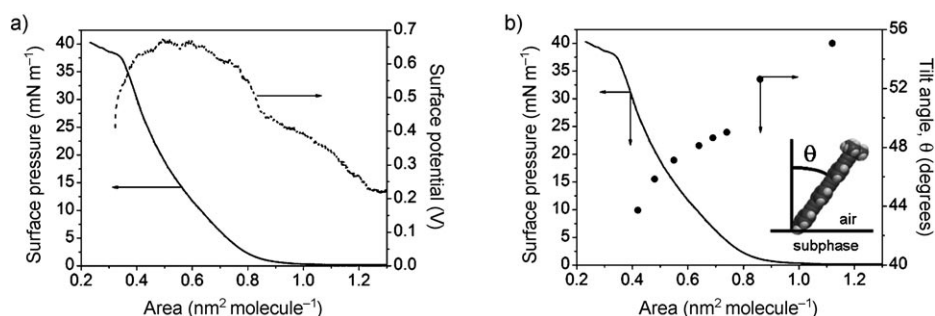 a)
40
35
30
25
20
15
10
5
0
Surface pressure (mN m⁻¹)
0.7
0.6
0.5
0.4
0.3
0.2
0.1
0.0
Surface potential (V)
0.2 0.4 0.6 0.8 1.0 1.2
Area (nm² molecule⁻¹)
b)
40
35
30
25
20
15
10
5
0
Surface pressure (mN m⁻¹)
56
52
48
44
40
Tilt angle, θ (degrees)
θ
air
subphase
0.2 0.4 0.6 0.8 1.0 1.2
Area (nm² molecule⁻¹)